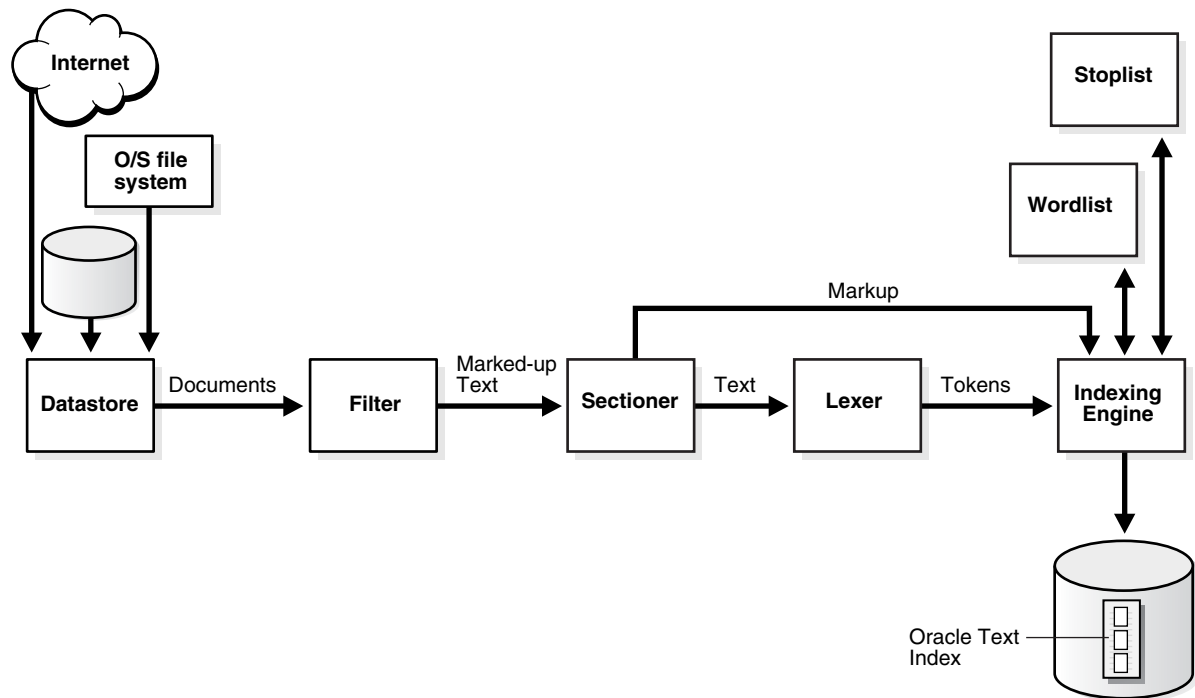 Internet
Stoplist
O/S file
system
Wordlist
Markup
Datastore
Documents
Filter
Marked-up
Text
Sectioner
Text
Lexer
Tokens
Indexing
Engine
Oracle Text
Index